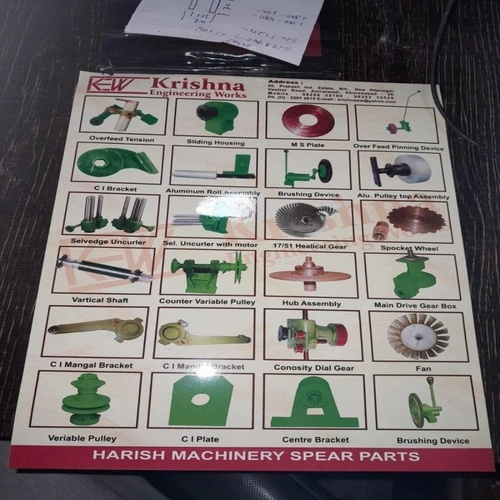 KEW Krishna
Engineering Works
Address :
Overfeed Tension
Sliding Housing
M S Plate
Over Feed Pinning Device
C I Bracket
Aluminum Roll Assembly
Brushing Device
Alu. Pulley top Assembly
Selvedge Uncurler
Sel. Uncurler with motor
17/51 Healical Gear
Spocket Wheel
Vartical Shaft
Counter Variable Pulley
Hub Assembly
Main Drive Gear Box
C I Mangal Bracket
C I Mangal Bracket
Conosity Dial Gear
Fan
Veriable Pulley
C I Plate
Centre Bracket
Brushing Device
HARISH MACHINERY SPEAR PARTS